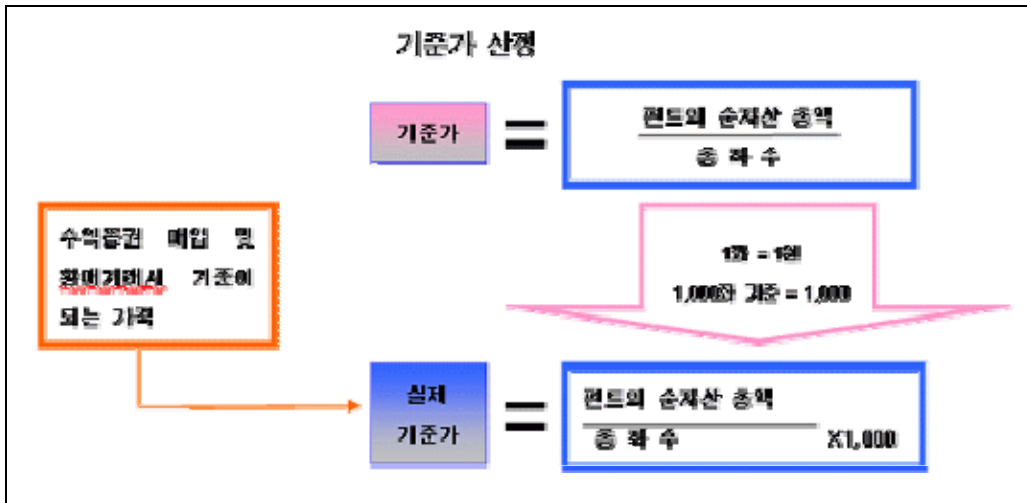 기준가 산정
기준가
=
펀드의 순자산 총액
총 좌 수
수익증권 매입 및
환매거래시 기준이
되는 가격
1좌 = 1원
1,000좌 기준 = 1,000
실제
기준가
=
펀드의 순자산 총액
총 좌 수 X1,000